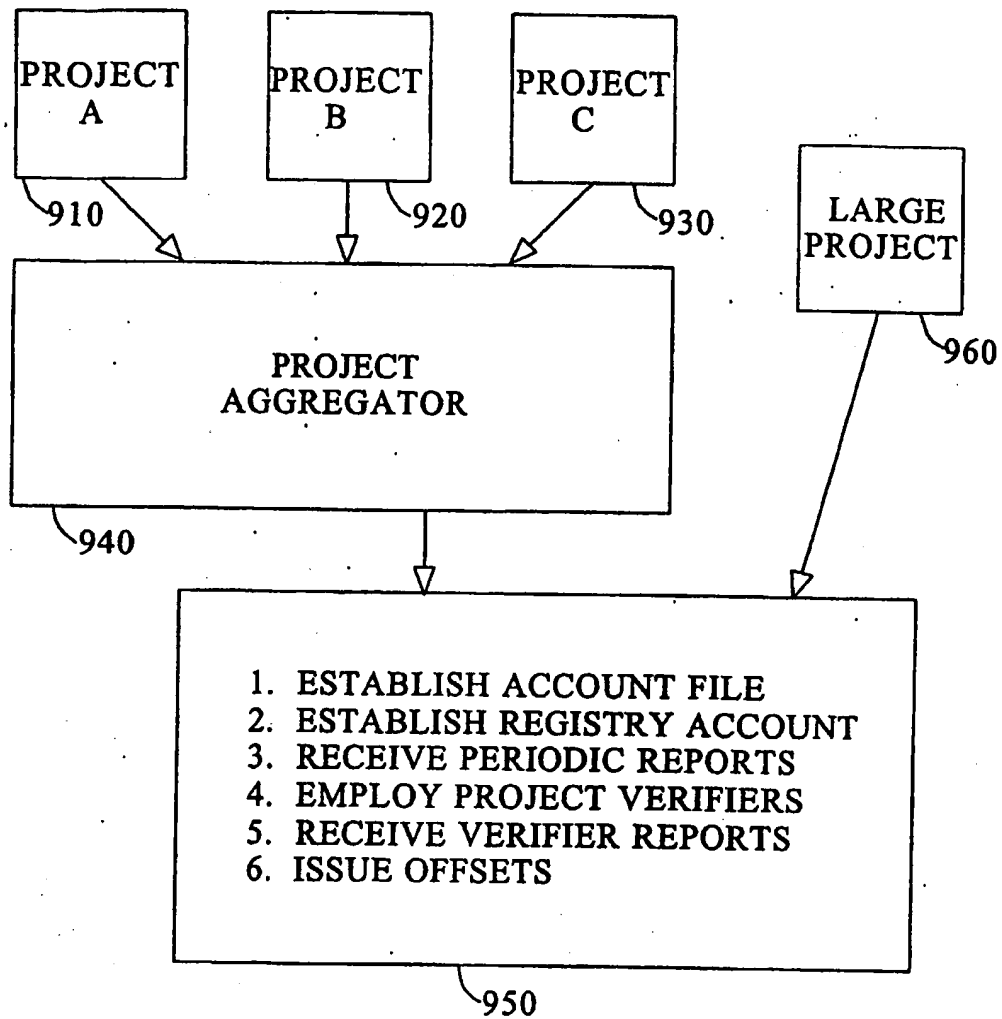 PROJECT
A
910
PROJECT
B
920
PROJECT
C
930
LARGE
PROJECT
960
PROJECT
AGGREGATOR
940
1. ESTABLISH ACCOUNT FILE
2. ESTABLISH REGISTRY ACCOUNT
3. RECEIVE PERIODIC REPORTS
4. EMPLOY PROJECT VERIFIERS
5. RECEIVE VERIFIER REPORTS
6. ISSUE OFFSETS
950